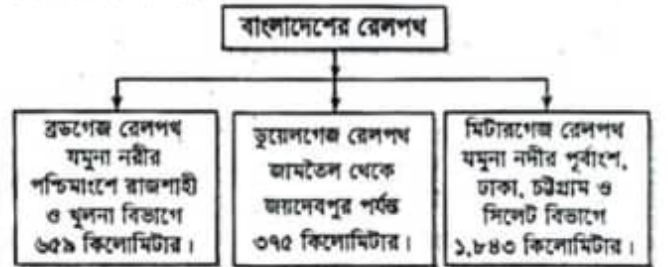 বাংলাদেশের রেলপথ
ব্রডগেজ রেলপথ
যমুনা নদীর
পশ্চিমাংশে রাজশাহী
ও খুলনা বিভাগে
৬৫৯ কিলোমিটার।
ডুয়েলগেজ রেলপথ
জামতৈল থেকে
জয়দেবপুর পর্যন্ত
৩৭৫ কিলোমিটার।
মিটারগেজ রেলপথ
যমুনা নদীর পূর্বাংশ,
ঢাকা, চট্টগ্রাম ও
সিলেট বিভাগে
১,৮৪৩ কিলোমিটার।